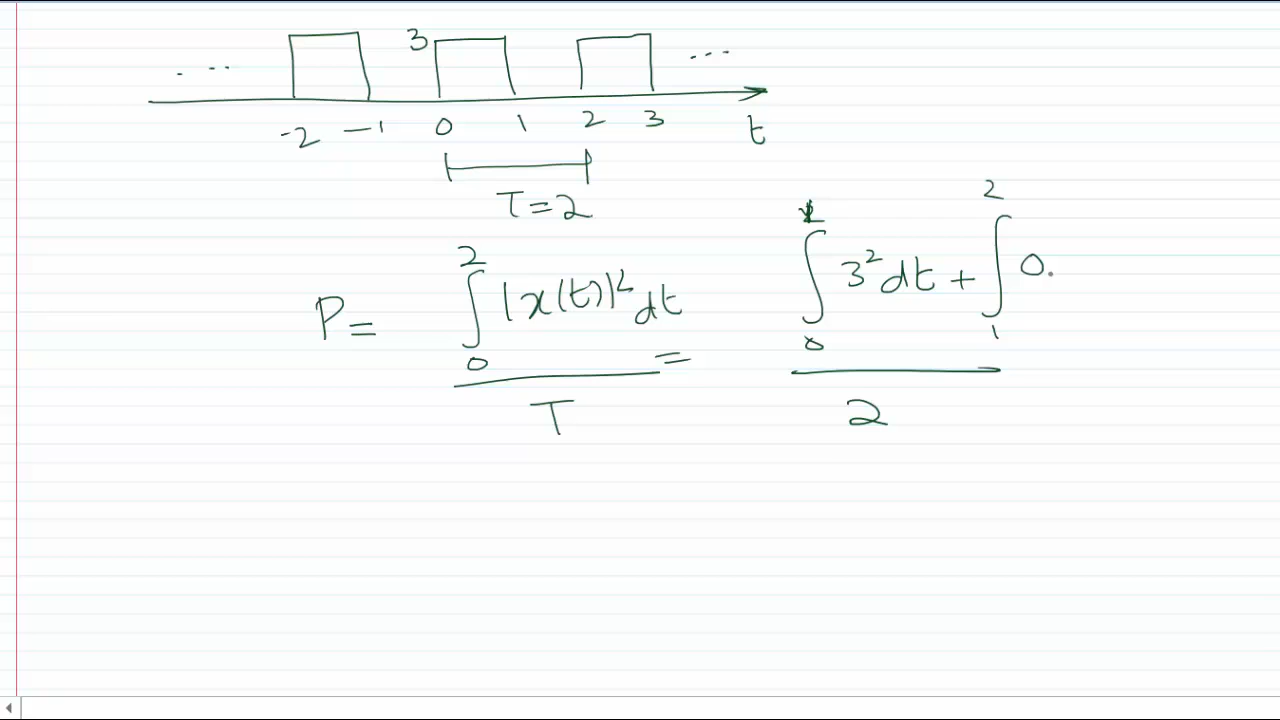 ... 3 ...
-2 -1 0 1 2 3 t
T = 2
P = ∫₀² |x(t)|² dt / T = ∫₀¹ 3² dt + ∫₁² 0. / 2